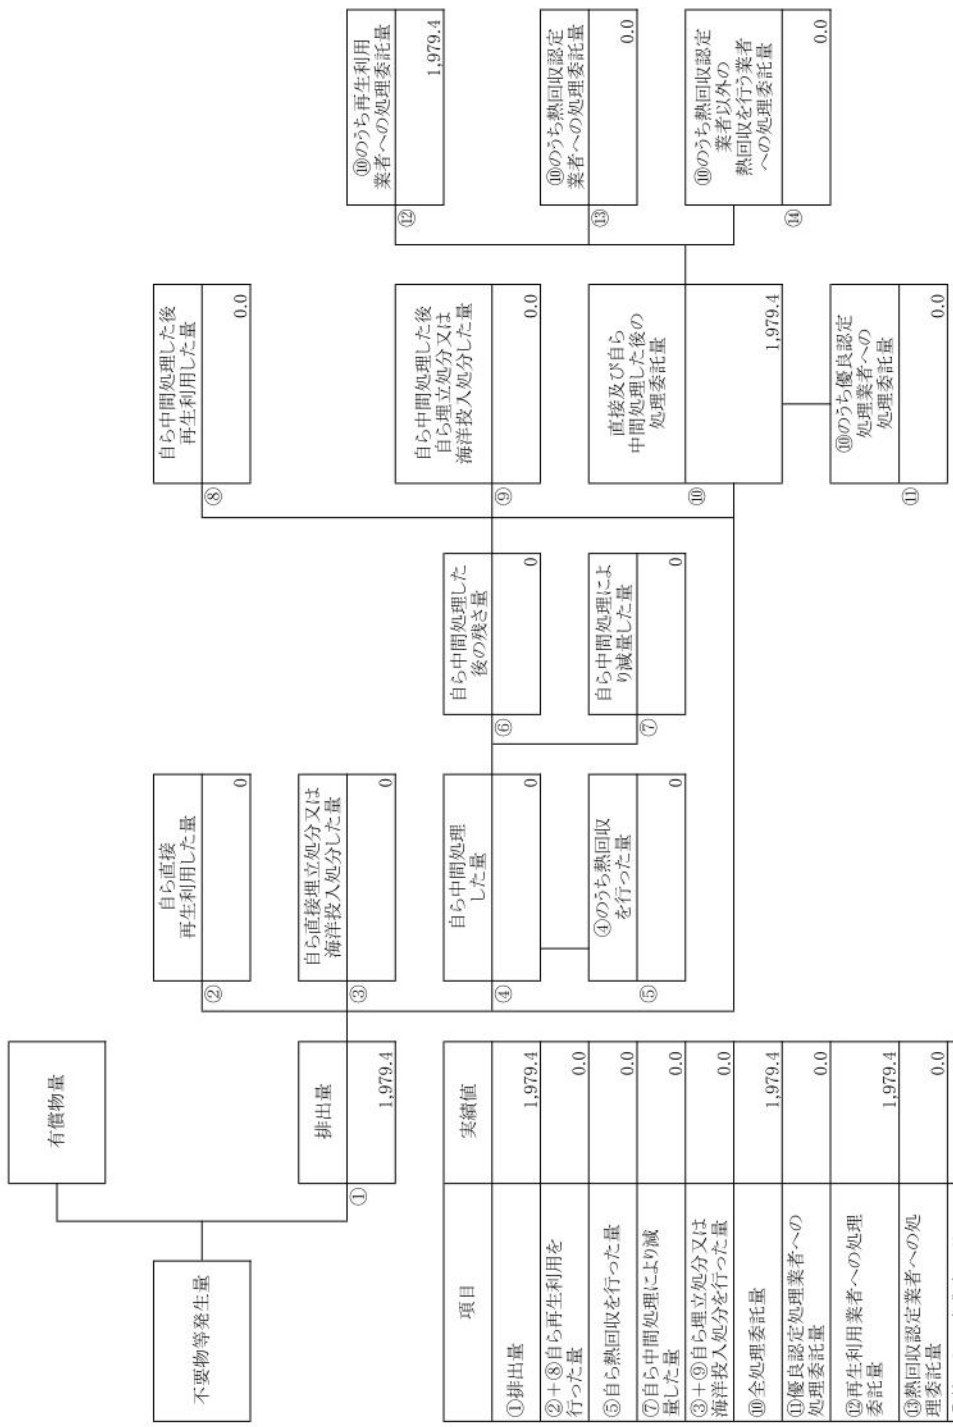 不要物等発生量
有償物量
①
排出量
1,979.4
②
自ら直接
再生利用した量
0
③
自ら直接埋立処分又は
海洋投入処分した量
0
④
自ら中間処理
した量
0
⑤
④のうち熱回収
を行った量
0
⑥
自ら中間処理した
後の残さ量
0
⑦
自ら中間処理によ
り減量した量
0
⑧
自ら中間処理した後
再生利用した量
0.0
⑨
自ら中間処理した後
自ら埋立処分又は
海洋投入処分した量
0.0
⑩
直接及び自ら
中間処理した後の
処理委託量
1,979.4
⑪
⑩のうち優良認定
処理業者への
処理委託量
0.0
⑫
⑩のうち再生利用
業者への処理委託量
1,979.4
⑬
⑩のうち熱回収認定
業者への処理委託量
0.0
⑭
⑩のうち熱回収認定
業者以外の
熱回収を行う業者
への処理委託量
0.0
項目 実績値
①排出量 1,979.4
②+⑧自ら再生利用を
行った量 0.0
⑤自ら熱回収を行った量 0.0
⑦自ら中間処理により減
量した量 0.0
③+⑨自ら埋立処分又は
海洋投入処分を行った量 0.0
⑩全処理委託量 1,979.4
⑪優良認定処理業者への
処理委託量 0.0
⑫再生利用業者への処理
委託量 1,979.4
⑬熱回収認定業者への処
理委託量 0.0